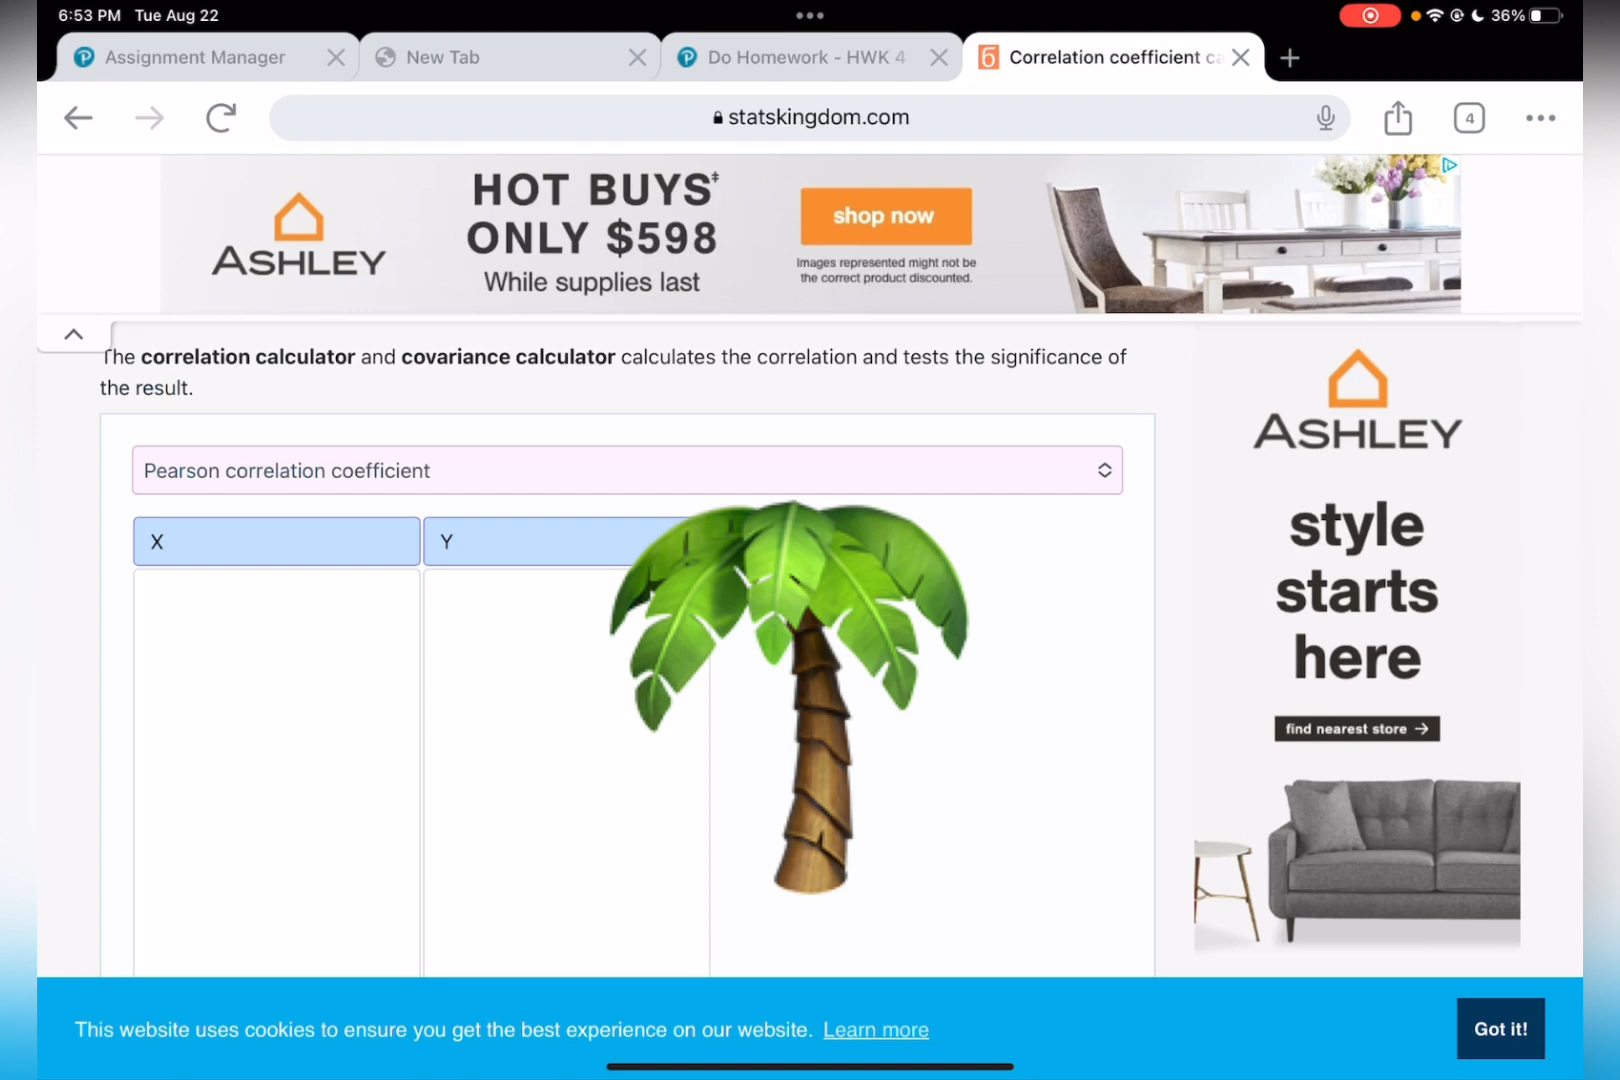 6:53 PM Tue Aug 22
36%
Assignment Manager
New Tab
Do Homework - HWK 4
Correlation coefficient ca
statskingdom.com
4
ASHLEY
HOT BUYS‡
ONLY $598
While supplies last
shop now
Images represented might not be
the correct product discounted.
The correlation calculator and covariance calculator calculates the correlation and tests the significance of
the result.
Pearson correlation coefficient
X Y
ASHLEY
style
starts
here
find nearest store →
This website uses cookies to ensure you get the best experience on our website. Learn more
Got it!